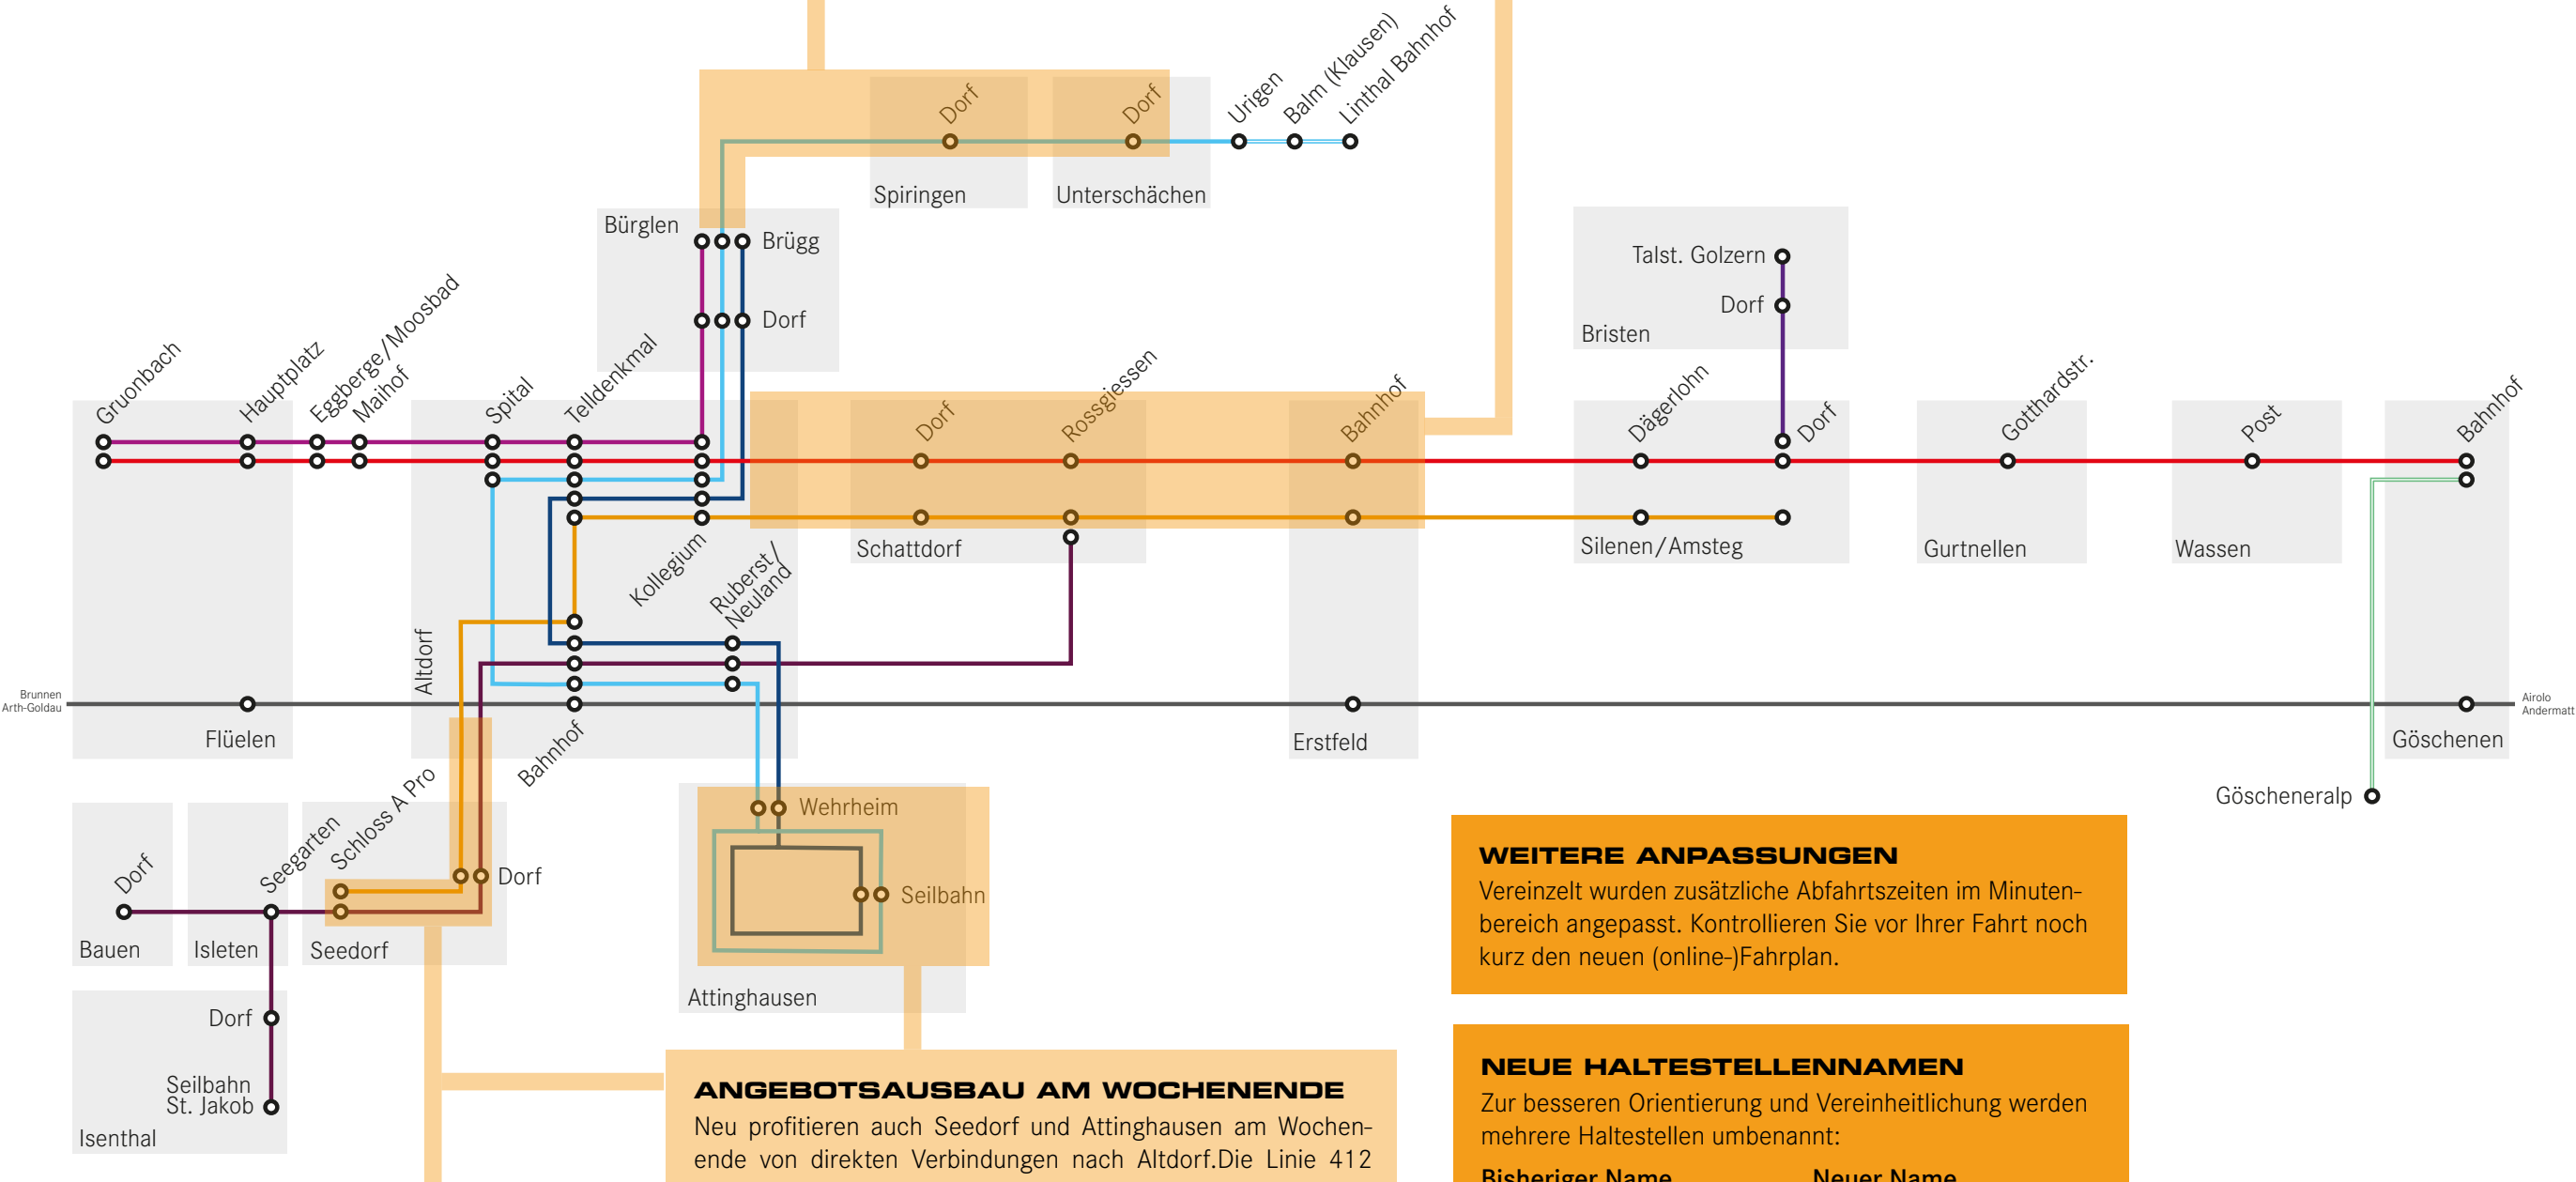 Dorf
Dorf
Urigen
Balm (Klausen)
Linthal Bahnhof
Spiringen
Unterschächen
Bürglen
Brügg
Dorf
Talst. Golzern
Dorf
Bristen
Gruonbach
Hauptplatz
Eggberge/Moosbad
Maihof
Spital
Telldenkmal
Dorf
Rossgiessen
Bahnhof
Dägerlohn
Dorf
Gotthardstr.
Post
Bahnhof
Kollegium
Ruberst./
Neuland
Schattdorf
Silenen/Amsteg
Gurtnellen
Wassen
Altdorf
Brunnen
Arth-Goldau
Airolo
Andermatt
Flüelen
Bahnhof
Erstfeld
Göschenen
Göscheneralp
Dorf
Seegarten
Schloss A Pro
Dorf
Wehrheim
Seilbahn
Bauen
Isleten
Seedorf
Attinghausen
Dorf
Seilbahn
St. Jakob
Isenthal
WEITERE ANPASSUNGEN
Vereinzelt wurden zusätzliche Abfahrtszeiten im Minuten-
bereich angepasst. Kontrollieren Sie vor Ihrer Fahrt noch
kurz den neuen (online-)Fahrplan.
ANGEBOTSAUSBAU AM WOCHENENDE
Neu profitieren auch Seedorf und Attinghausen am Wochen-
ende von direkten Verbindungen nach Altdorf.Die Linie 412
NEUE HALTESTELLENNAMEN
Zur besseren Orientierung und Vereinheitlichung werden
mehrere Haltestellen umbenannt:
Bisheriger Name Neuer Name